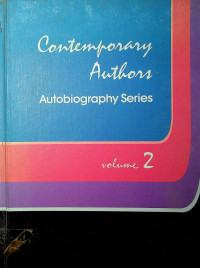 Contemporary
Authors
Autobiography Series
volume 2